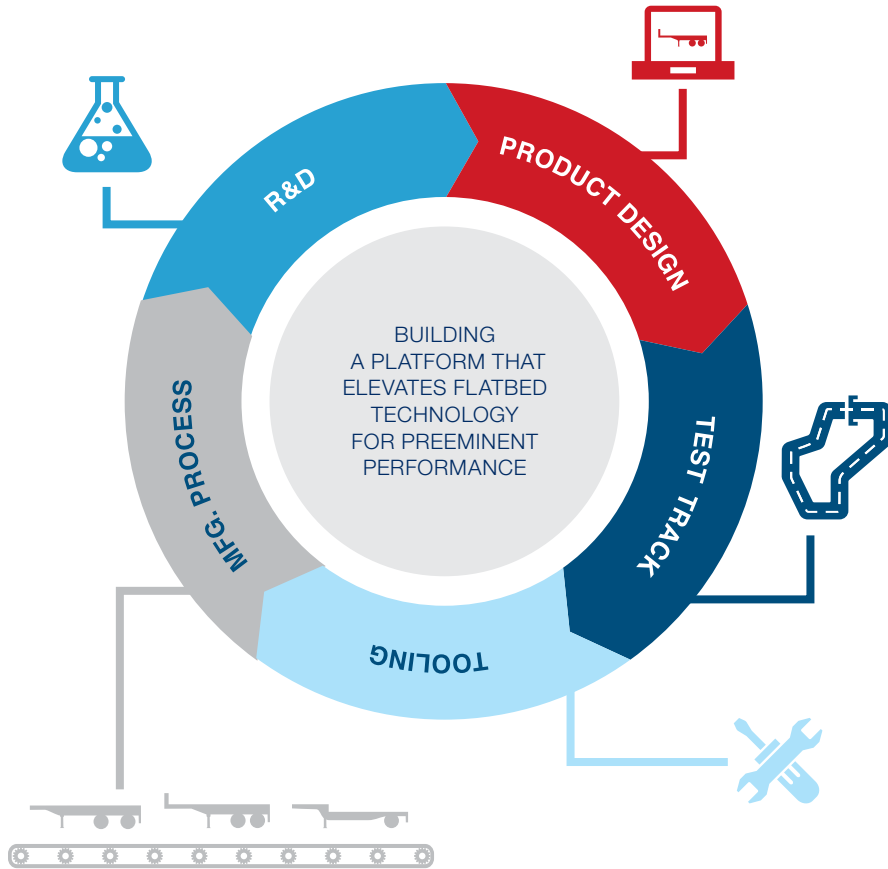 R&D
PRODUCT DESIGN
TEST TRACK
TOOLING
MFG. PROCESS
BUILDING
A PLATFORM THAT
ELEVATES FLATBED
TECHNOLOGY
FOR PREEMINENT
PERFORMANCE